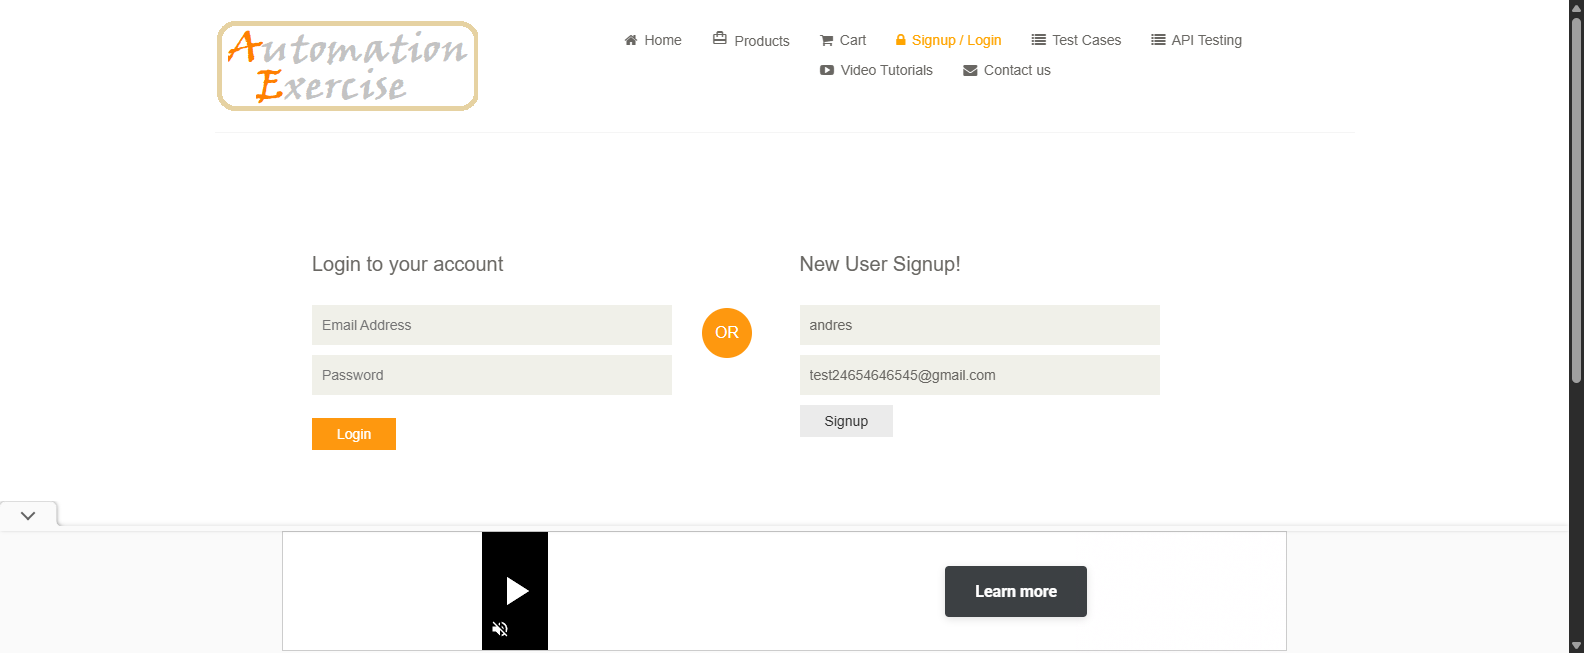 Automation
Exercise
Home
Products
Cart
Signup / Login
Test Cases
API Testing
Video Tutorials
Contact us
Login to your account
Email Address
Password
Login
OR
New User Signup!
andres
test24654646545@gmail.com
Signup
Learn more